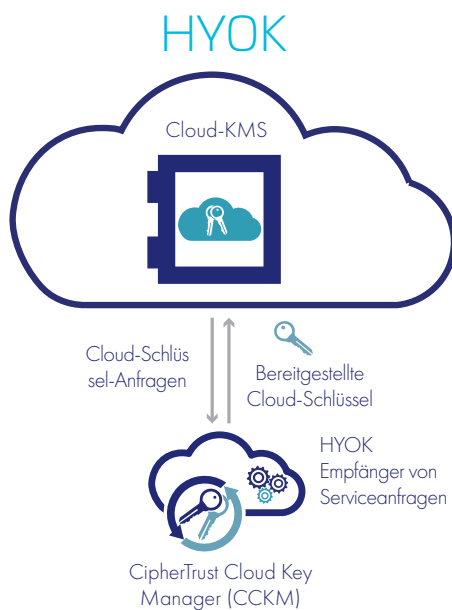 HYOK
Cloud-KMS
Cloud-Schlüs
sel-Anfragen
Bereitgestellte
Cloud-Schlüssel
HYOK
Empfänger von
Serviceanfragen
CipherTrust Cloud Key
Manager (CCKM)